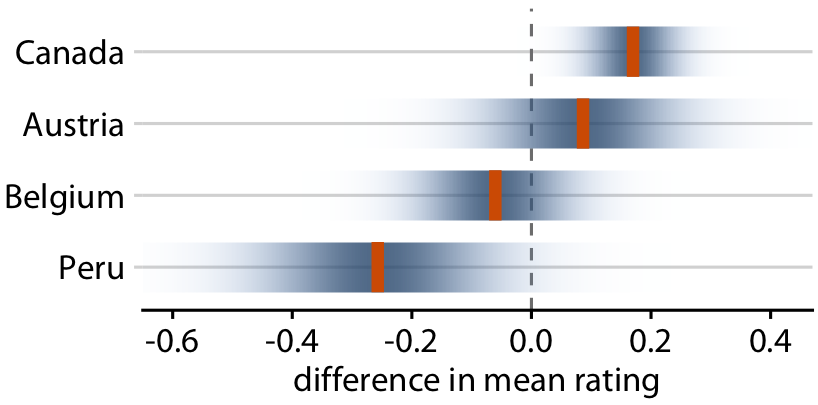 Canada
Austria
Belgium
Peru
-0.6 -0.4 -0.2 0.0 0.2 0.4
difference in mean rating